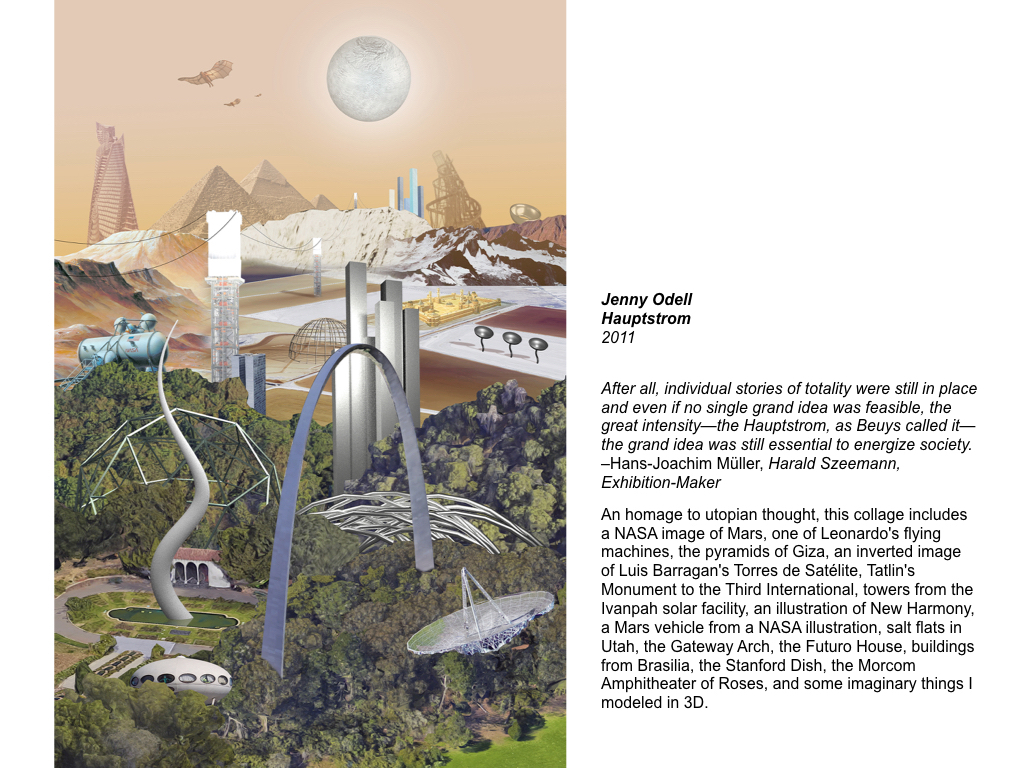 Jenny Odell
Hauptstrom
2011
After all, individual stories of totality were still in place
and even if no single grand idea was feasible, the
great intensity—the Hauptstrom, as Beuys called it—
the grand idea was still essential to energize society.
–Hans-Joachim Müller, Harald Szeemann,
Exhibition-Maker
An homage to utopian thought, this collage includes
a NASA image of Mars, one of Leonardo's flying
machines, the pyramids of Giza, an inverted image
of Luis Barragan's Torres de Satélite, Tatlin's
Monument to the Third International, towers from the
Ivanpah solar facility, an illustration of New Harmony,
a Mars vehicle from a NASA illustration, salt flats in
Utah, the Gateway Arch, the Futuro House, buildings
from Brasilia, the Stanford Dish, the Morcom
Amphitheater of Roses, and some imaginary things I
modeled in 3D.